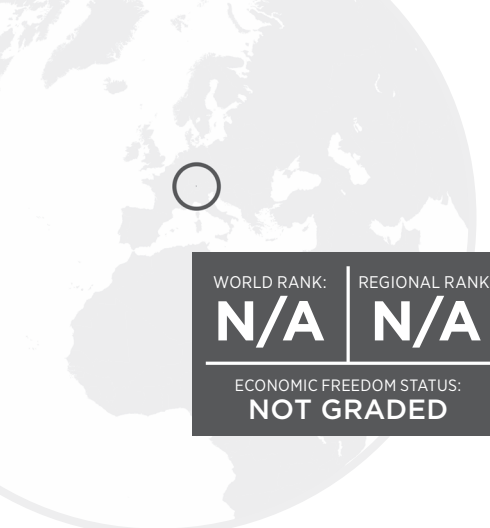 WORLD RANK:
N/A
REGIONAL RANK
N/A
ECONOMIC FREEDOM STATUS:
NOT GRADED